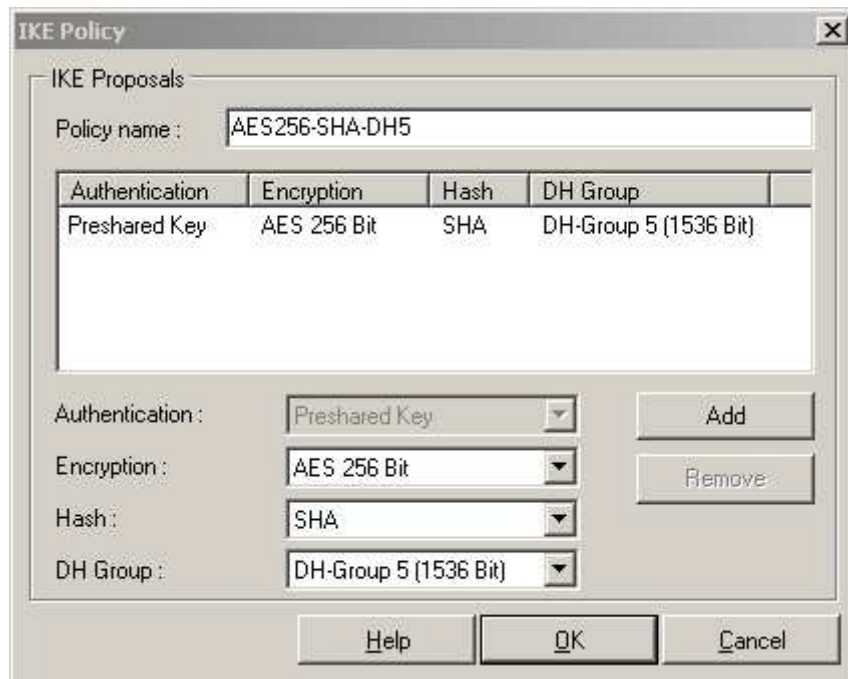 IKE Policy
IKE Proposals
Policy name : AES256-SHA-DH5
Authentication Encryption Hash DH Group
Preshared Key AES 256 Bit SHA DH-Group 5 (1536 Bit)
Authentication : Preshared Key Add
Encryption : AES 256 Bit Remove
Hash : SHA
DH Group : DH-Group 5 (1536 Bit)
Help OK Cancel